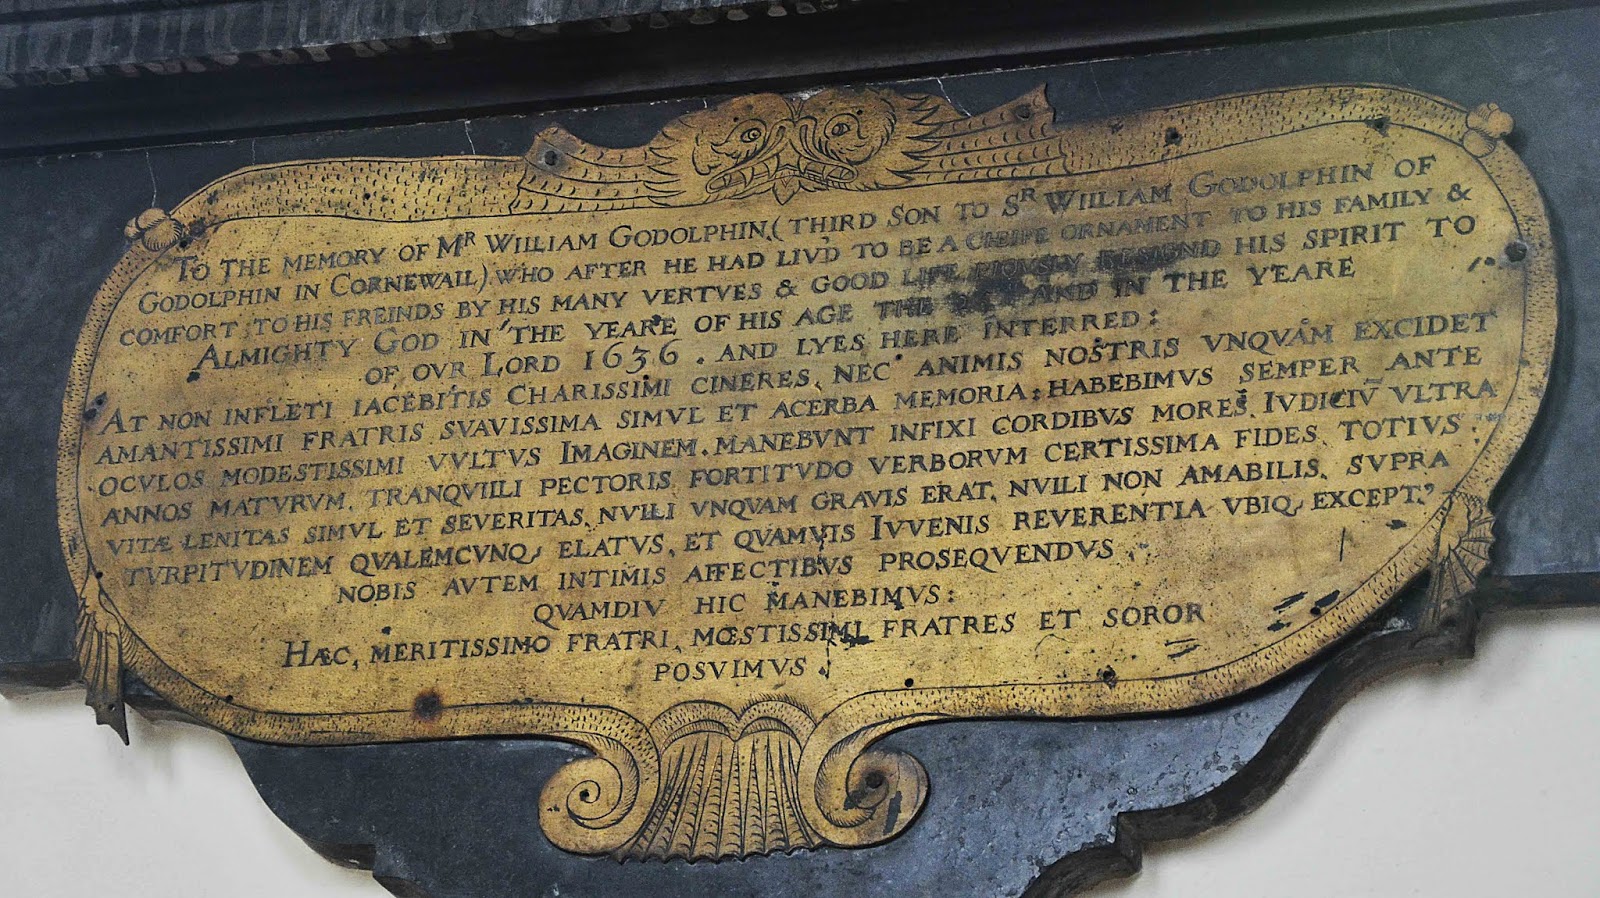 TO THE MEMORY OF MR WILLIAM GODOLPHIN, (THIRD SON TO SR WILLIAM GODOLPHIN OF
GODOLPHIN IN CORNEWALL) WHO AFTER HE HAD LIV'D TO BE A CHEIFE ORNAMENT TO HIS FAMILY &
COMFORT TO HIS FREINDS BY HIS MANY VERTVES & GOOD LIFE PIOVSLY RESIGND HIS SPIRIT TO
ALMIGHTY GOD IN THE YEARE OF HIS AGE THE AND IN THE YEARE
OF OVR LORD 1636. AND LYES HERE INTERRED:
AT NON INFLETI IACEBITIS CHARISSIMI CINERES, NEC ANIMIS NOSTRIS VNQVAM EXCIDET
AMANTISSIMI FRATRIS SVAVISSIMA SIMVL ET ACERBA MEMORIA: HABEBIMVS SEMPER ANTE
OCVLOS MODESTISSIMI VVLTVS IMAGINEM. MANEBVNT INFIXI CORDIBVS MORES, IVDICIV̄ VLTRA
ANNOS MATVRVM, TRANQVILLI PECTORIS FORTITVDO VERBORVM CERTISSIMA FIDES, TOTIVS
VITÆ LENITAS SIMVL ET SEVERITAS, NVLLI VNQVAM GRAVIS ERAT, NVLLI NON AMABILIS, SVPRA
TVRPITVDINEM QVALEMCVNQ, ELATVS, ET QVAMVIS IVVENIS REVERENTIA VBIQ, EXCEPT,
NOBIS AVTEM INTIMIS AFFECTIBVS PROSEQVENDVS
QVAMDIV HIC MANEBIMVS:
HÆC, MERITISSIMO FRATRI, MŒSTISSIMI FRATRES ET SOROR
POSVIMVS.